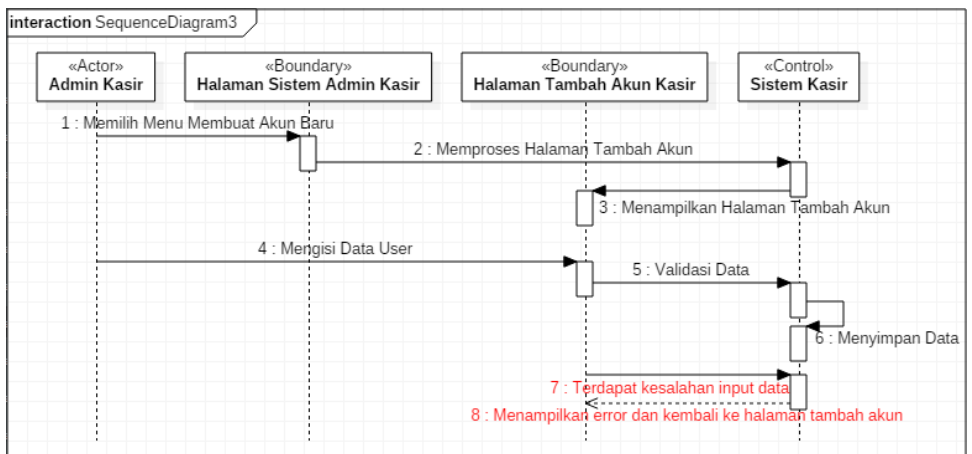 interaction SequenceDiagram3
«Actor»
Admin Kasir
«Boundary»
Halaman Sistem Admin Kasir
«Boundary»
Halaman Tambah Akun Kasir
«Control»
Sistem Kasir
1 : Memilih Menu Membuat Akun Baru
2 : Memproses Halaman Tambah Akun
3 : Menampilkan Halaman Tambah Akun
4 : Mengisi Data User
5 : Validasi Data
6 : Menyimpan Data
7 : Terdapat kesalahan input data
8 : Menampilkan error dan kembali ke halaman tambah akun